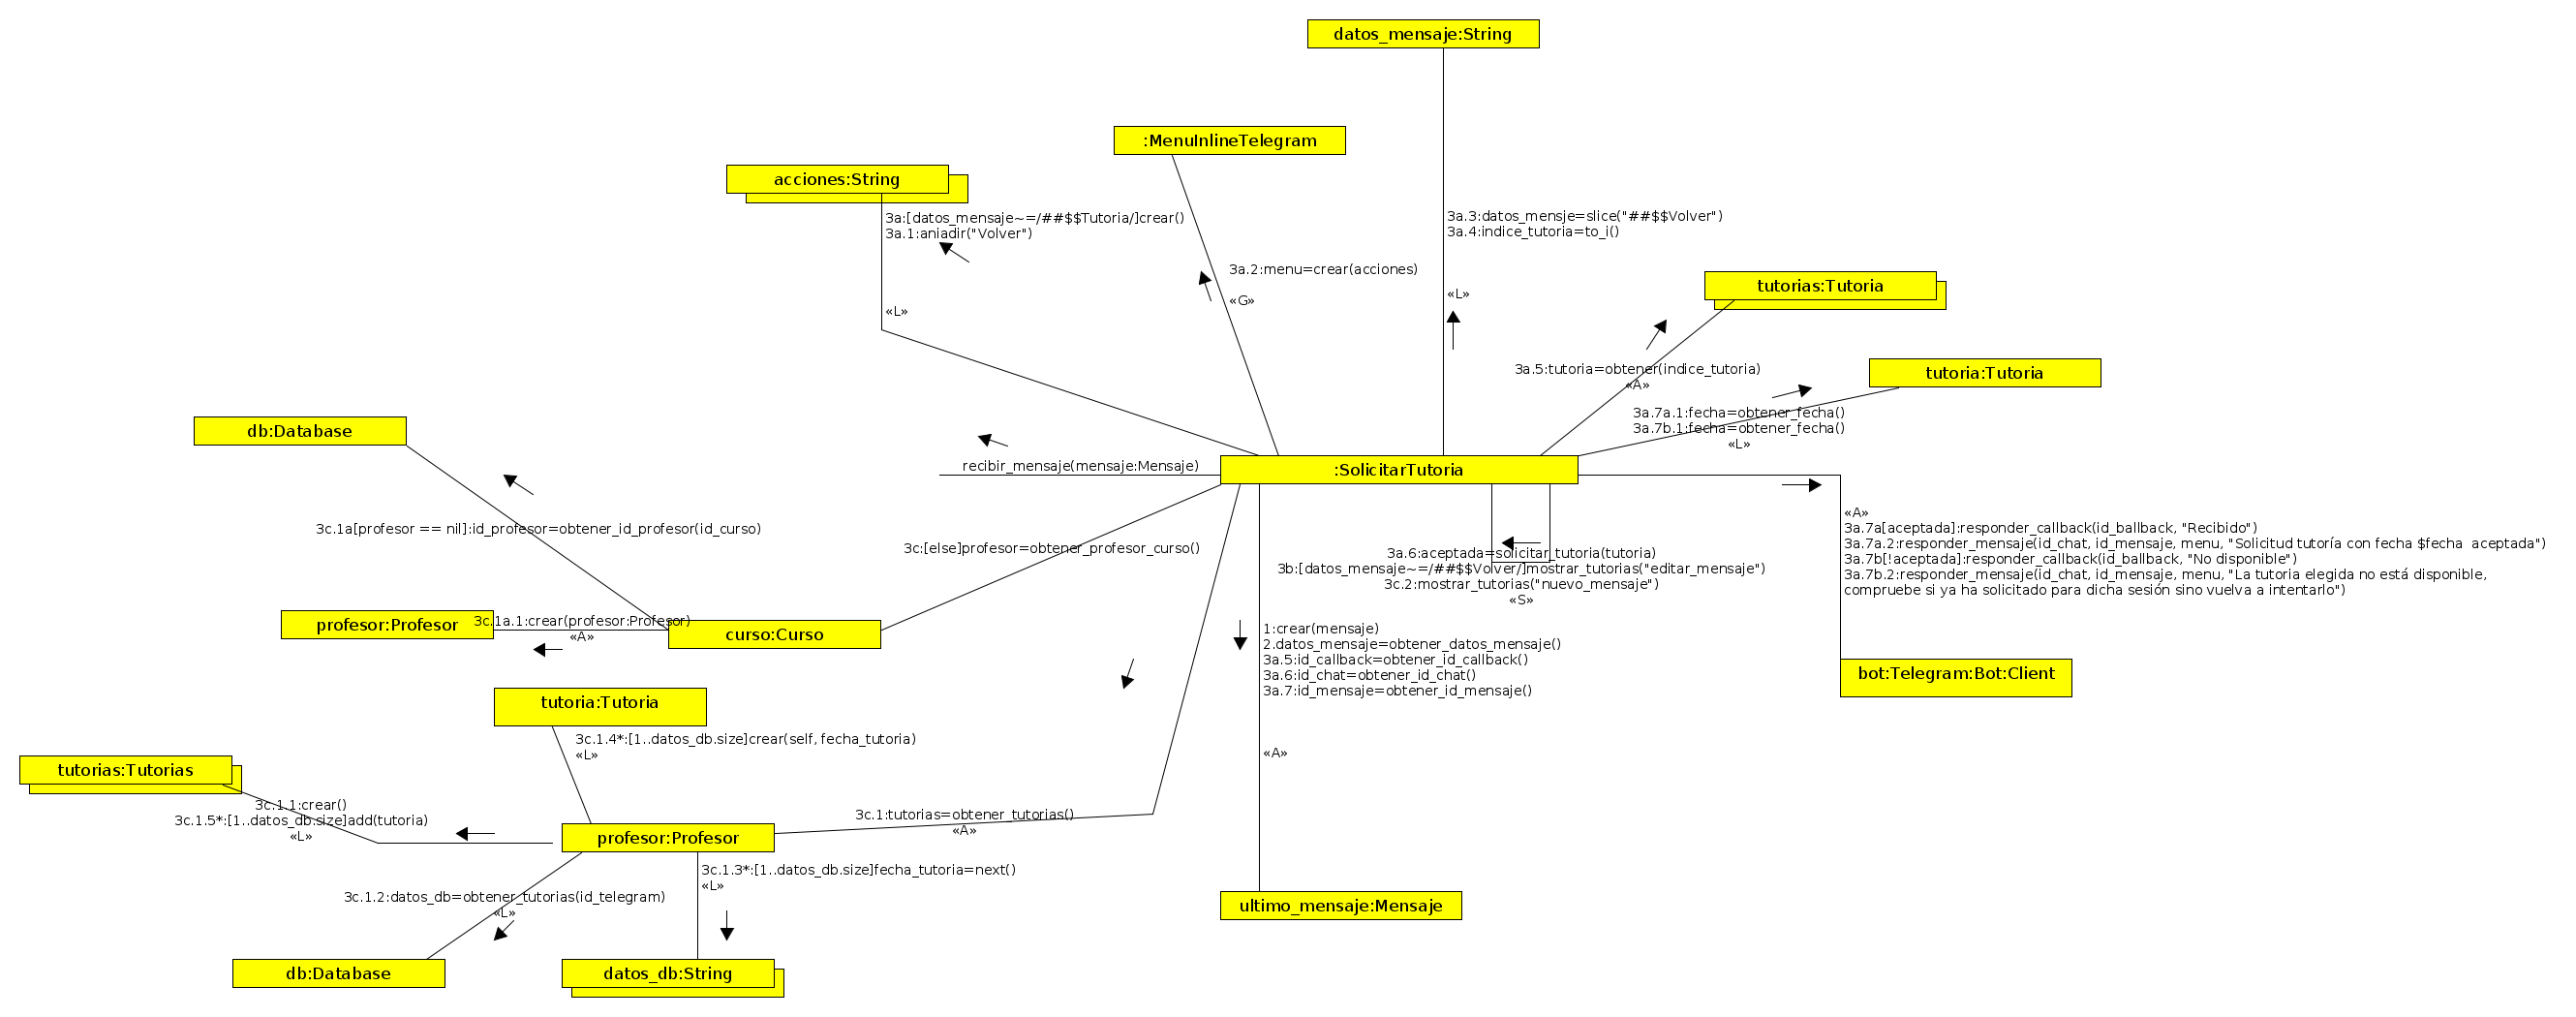 datos_mensaje:String
:MenuInlineTelegram
acciones:String
3a:[datos_mensaje~=/##$$Tutoria/]crear()
3a.1:aniadir("Volver")
«L»
3a.2:menu=crear(acciones)
«G»
3a.3:datos_mensje=slice("##$$Volver")
3a.4:indice_tutoria=to_i()
«L»
tutorias:Tutoria
3a.5:tutoria=obtener(indice_tutoria)
«A»
tutoria:Tutoria
3a.7a.1:fecha=obtener_fecha()
3a.7b.1:fecha=obtener_fecha()
«L»
db:Database
recibir_mensaje(mensaje:Mensaje)
:SolicitarTutoria
3c.1a[profesor == nil]:id_profesor=obtener_id_profesor(id_curso)
3c:[else]profesor=obtener_profesor_curso()
3a.6:aceptada=solicitar_tutoria(tutoria)
3b:[datos_mensaje~=/##$$Volver/]mostrar_tutorias("editar_mensaje")
3c.2:mostrar_tutorias("nuevo_mensaje")
«S»
«A»
3a.7a[aceptada]:responder_callback(id_ballback, "Recibido")
3a.7a.2:responder_mensaje(id_chat, id_mensaje, menu, "Solicitud tutoría con fecha $fecha  aceptada")
3a.7b[!aceptada]:responder_callback(id_ballback, "No disponible")
3a.7b.2:responder_mensaje(id_chat, id_mensaje, menu, "La tutoria elegida no está disponible,
compruebe si ya ha solicitado para dicha sesión sino vuelva a intentarlo")
profesor:Profesor
3c.1a.1:crear(profesor:Profesor)
«A»
curso:Curso
1:crear(mensaje)
2.datos_mensaje=obtener_datos_mensaje()
3a.5:id_callback=obtener_id_callback()
3a.6:id_chat=obtener_id_chat()
3a.7:id_mensaje=obtener_id_mensaje()
«A»
bot:Telegram:Bot:Client
tutoria:Tutoria
3c.1.4*:[1..datos_db.size]crear(self, fecha_tutoria)
«L»
tutorias:Tutorias
3c.1.1:crear()
3c.1.5*:[1..datos_db.size]add(tutoria)
«L»
3c.1:tutorias=obtener_tutorias()
«A»
profesor:Profesor
3c.1.2:datos_db=obtener_tutorias(id_telegram)
«L»
3c.1.3*:[1..datos_db.size]fecha_tutoria=next()
«L»
ultimo_mensaje:Mensaje
db:Database
datos_db:String